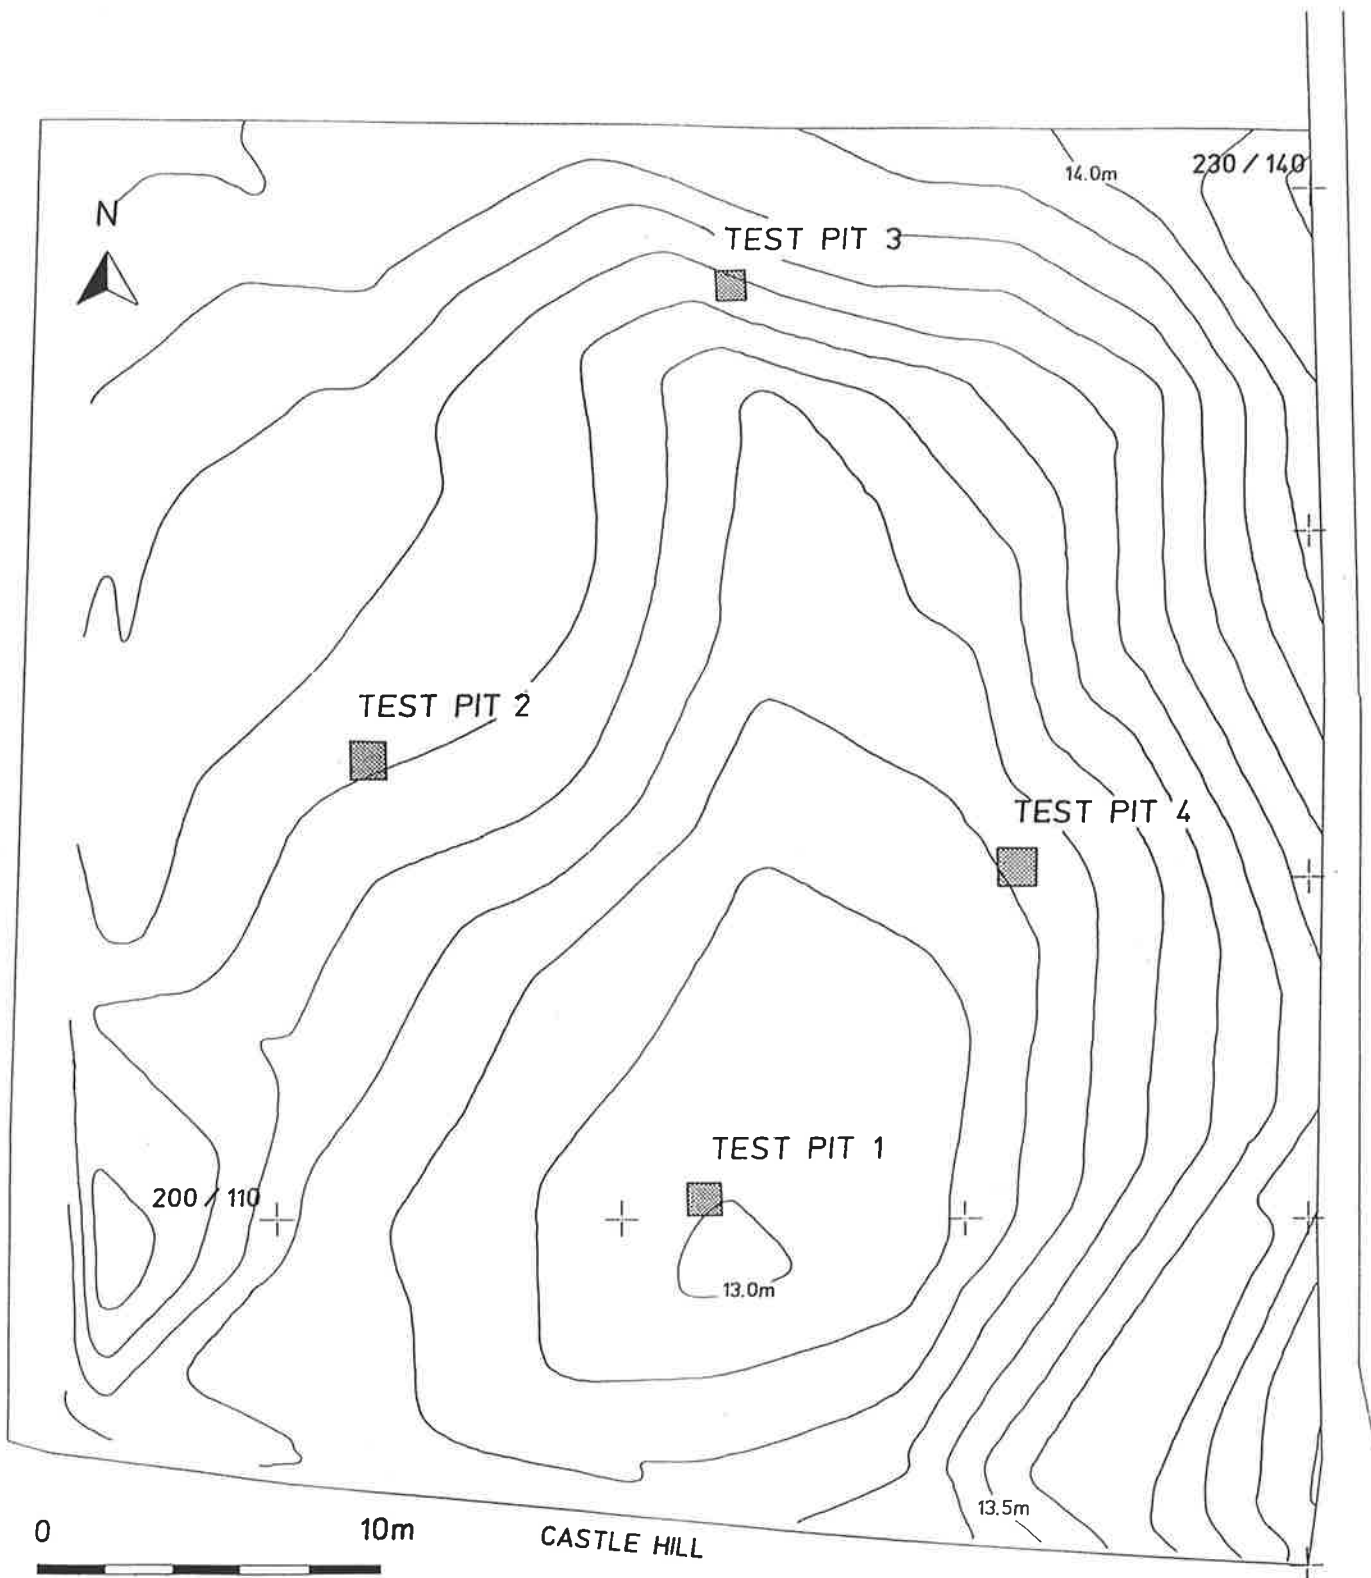 14.0m
230 / 140
N
TEST PIT 3
TEST PIT 2
TEST PIT 4
TEST PIT 1
200 / 110
13.0m
13.5m
0 10m
CASTLE HILL